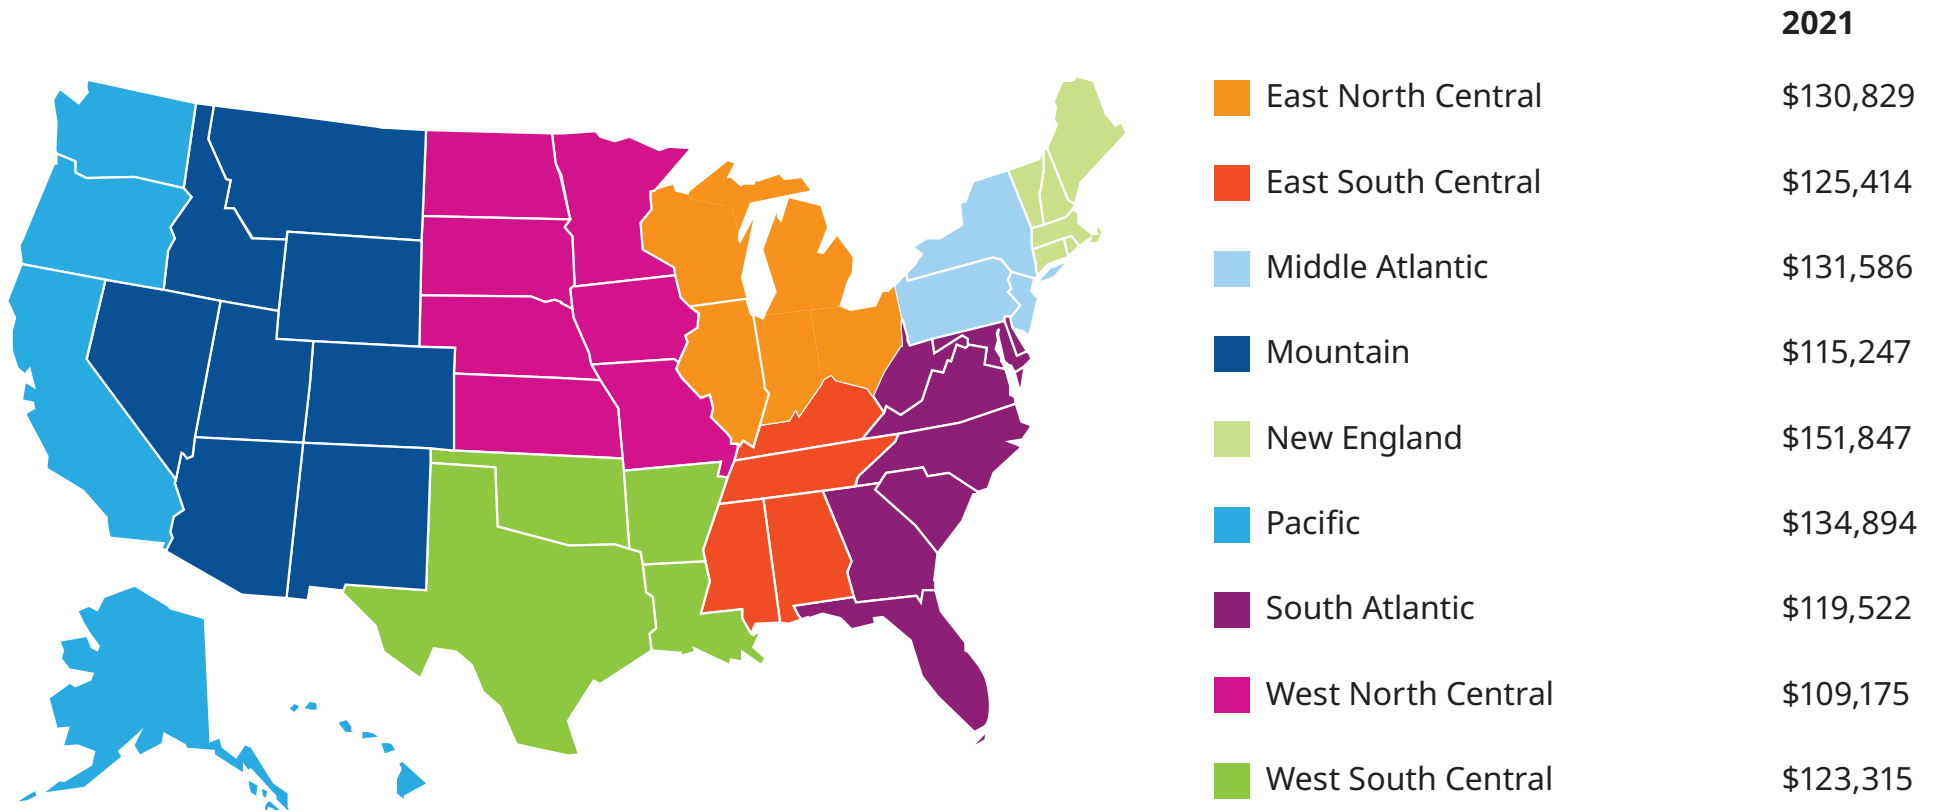 2021
East North Central $130,829
East South Central $125,414
Middle Atlantic $131,586
Mountain $115,247
New England $151,847
Pacific $134,894
South Atlantic $119,522
West North Central $109,175
West South Central $123,315